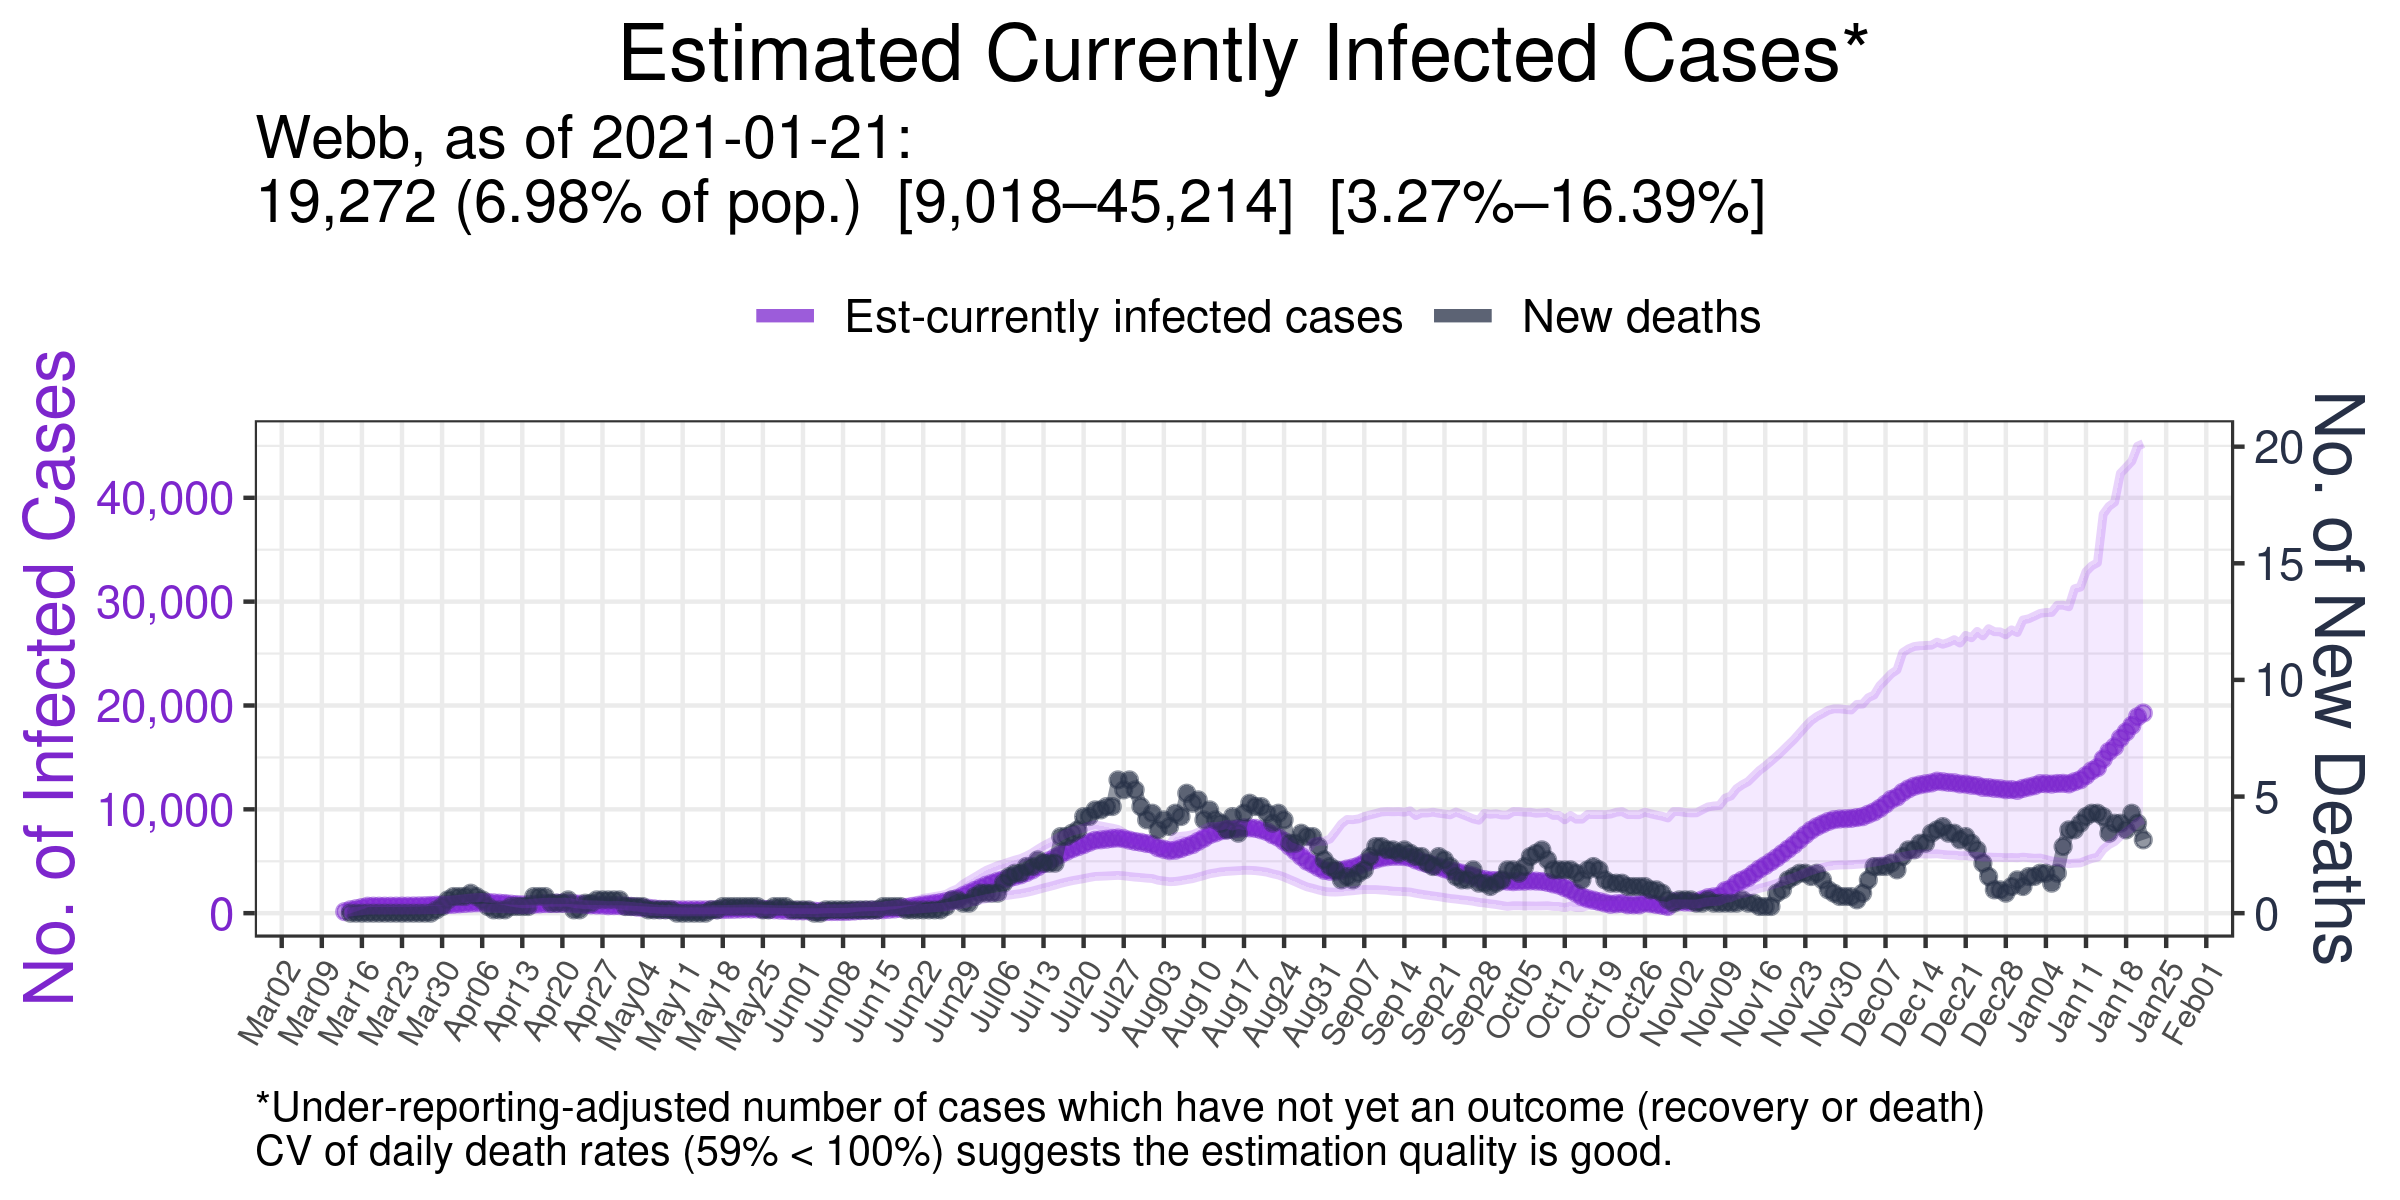 Estimated Currently Infected Cases*
Webb, as of 2021-01-21:
19,272 (6.98% of pop.) [9,018–45,214] [3.27%–16.39%]
Est-currently infected cases
New deaths
No. of Infected Cases
40,000
30,000
20,000
10,000
0
20
15
10
5
0
No. of New Deaths
Mar02
Mar09
Mar16
Mar23
Mar30
Apr06
Apr13
Apr20
Apr27
May04
May11
May18
May25
Jun01
Jun08
Jun15
Jun22
Jun29
Jul06
Jul13
Jul20
Jul27
Aug03
Aug10
Aug17
Aug24
Aug31
Sep07
Sep14
Sep21
Sep28
Oct05
Oct12
Oct19
Oct26
Nov02
Nov09
Nov16
Nov23
Nov30
Dec07
Dec14
Dec21
Dec28
Jan04
Jan11
Jan18
Jan25
Feb01
*Under-reporting-adjusted number of cases which have not yet an outcome (recovery or death)
CV of daily death rates (59% < 100%) suggests the estimation quality is good.